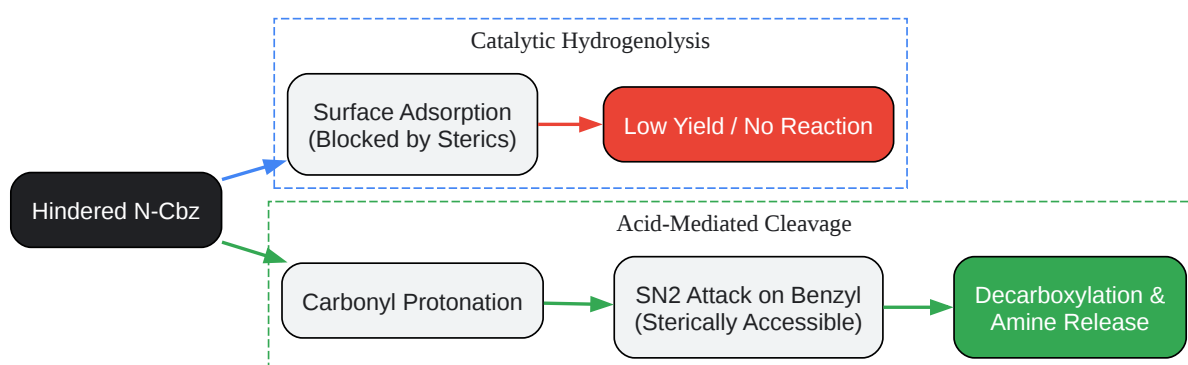 Catalytic Hydrogenolysis
Surface Adsorption
(Blocked by Sterics)
Low Yield / No Reaction
Hindered N-Cbz
Acid-Mediated Cleavage
Carbonyl Protonation
SN2 Attack on Benzyl
(Sterically Accessible)
Decarboxylation &
Amine Release